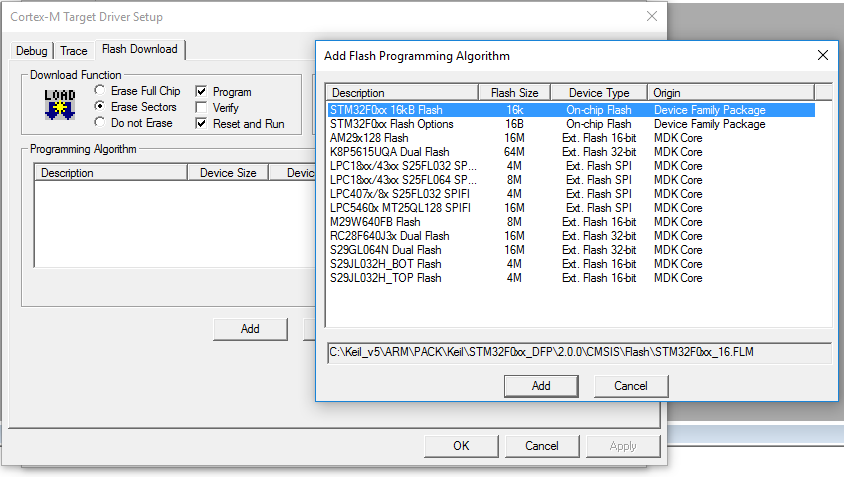 Cortex-M Target Driver Setup
Debug Trace Flash Download
Download Function
LOAD
Erase Full Chip
Erase Sectors
Do not Erase
Program
Verify
Reset and Run
Programming Algorithm
Description Device Size Devic
Add
OK Cancel Apply
Add Flash Programming Algorithm
Description Flash Size Device Type Origin
STM32F0xx 16kB Flash 16k On-chip Flash Device Family Package
STM32F0xx Flash Options 16B On-chip Flash Device Family Package
AM29x128 Flash 16M Ext. Flash 16-bit MDK Core
K8P5615UQA Dual Flash 64M Ext. Flash 32-bit MDK Core
LPC18xx/43xx S25FL032 SP... 4M Ext. Flash SPI MDK Core
LPC18xx/43xx S25FL064 SP... 8M Ext. Flash SPI MDK Core
LPC407x/8x S25FL032 SPIFI 4M Ext. Flash SPI MDK Core
LPC5460x MT25QL128 SPIFI 16M Ext. Flash SPI MDK Core
M29W640FB Flash 8M Ext. Flash 16-bit MDK Core
RC28F640J3x Dual Flash 16M Ext. Flash 32-bit MDK Core
S29GL064N Dual Flash 16M Ext. Flash 32-bit MDK Core
S29JL032H_BOT Flash 4M Ext. Flash 16-bit MDK Core
S29JL032H_TOP Flash 4M Ext. Flash 16-bit MDK Core
C:\Keil_v5\ARM\PACK\Keil\STM32F0xx_DFP\2.0.0\CMSIS\Flash\STM32F0xx_16.FLM
Add Cancel